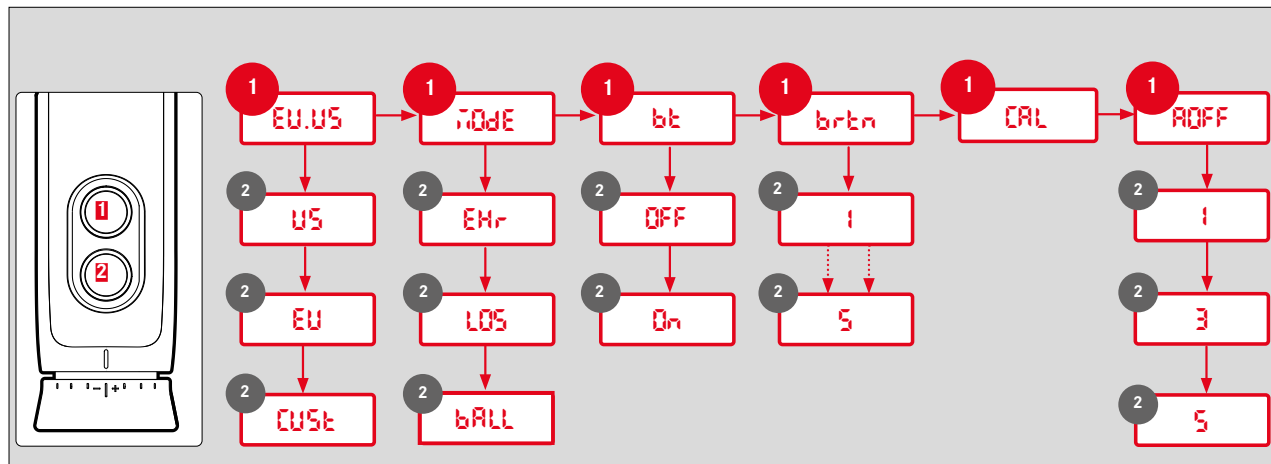 1 1 1 1 1 1
EU.US MOdE bt brtn CAL AOFF
2 2 2 2 2
1 US EHr OFF 1 1
2 2 2 2 2
2 EU LOS On 5 3
- +
2 2 2
CUSt bALL 5